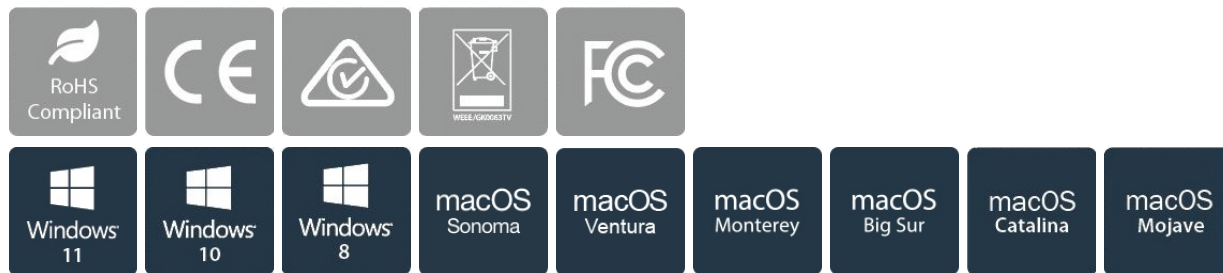 RoHS
Compliant
CE
WEEE/GK0063TV
FC
Windows
11
Windows
10
Windows
8
macOS
Sonoma
macOS
Ventura
macOS
Monterey
macOS
Big Sur
macOS
Catalina
macOS
Mojave